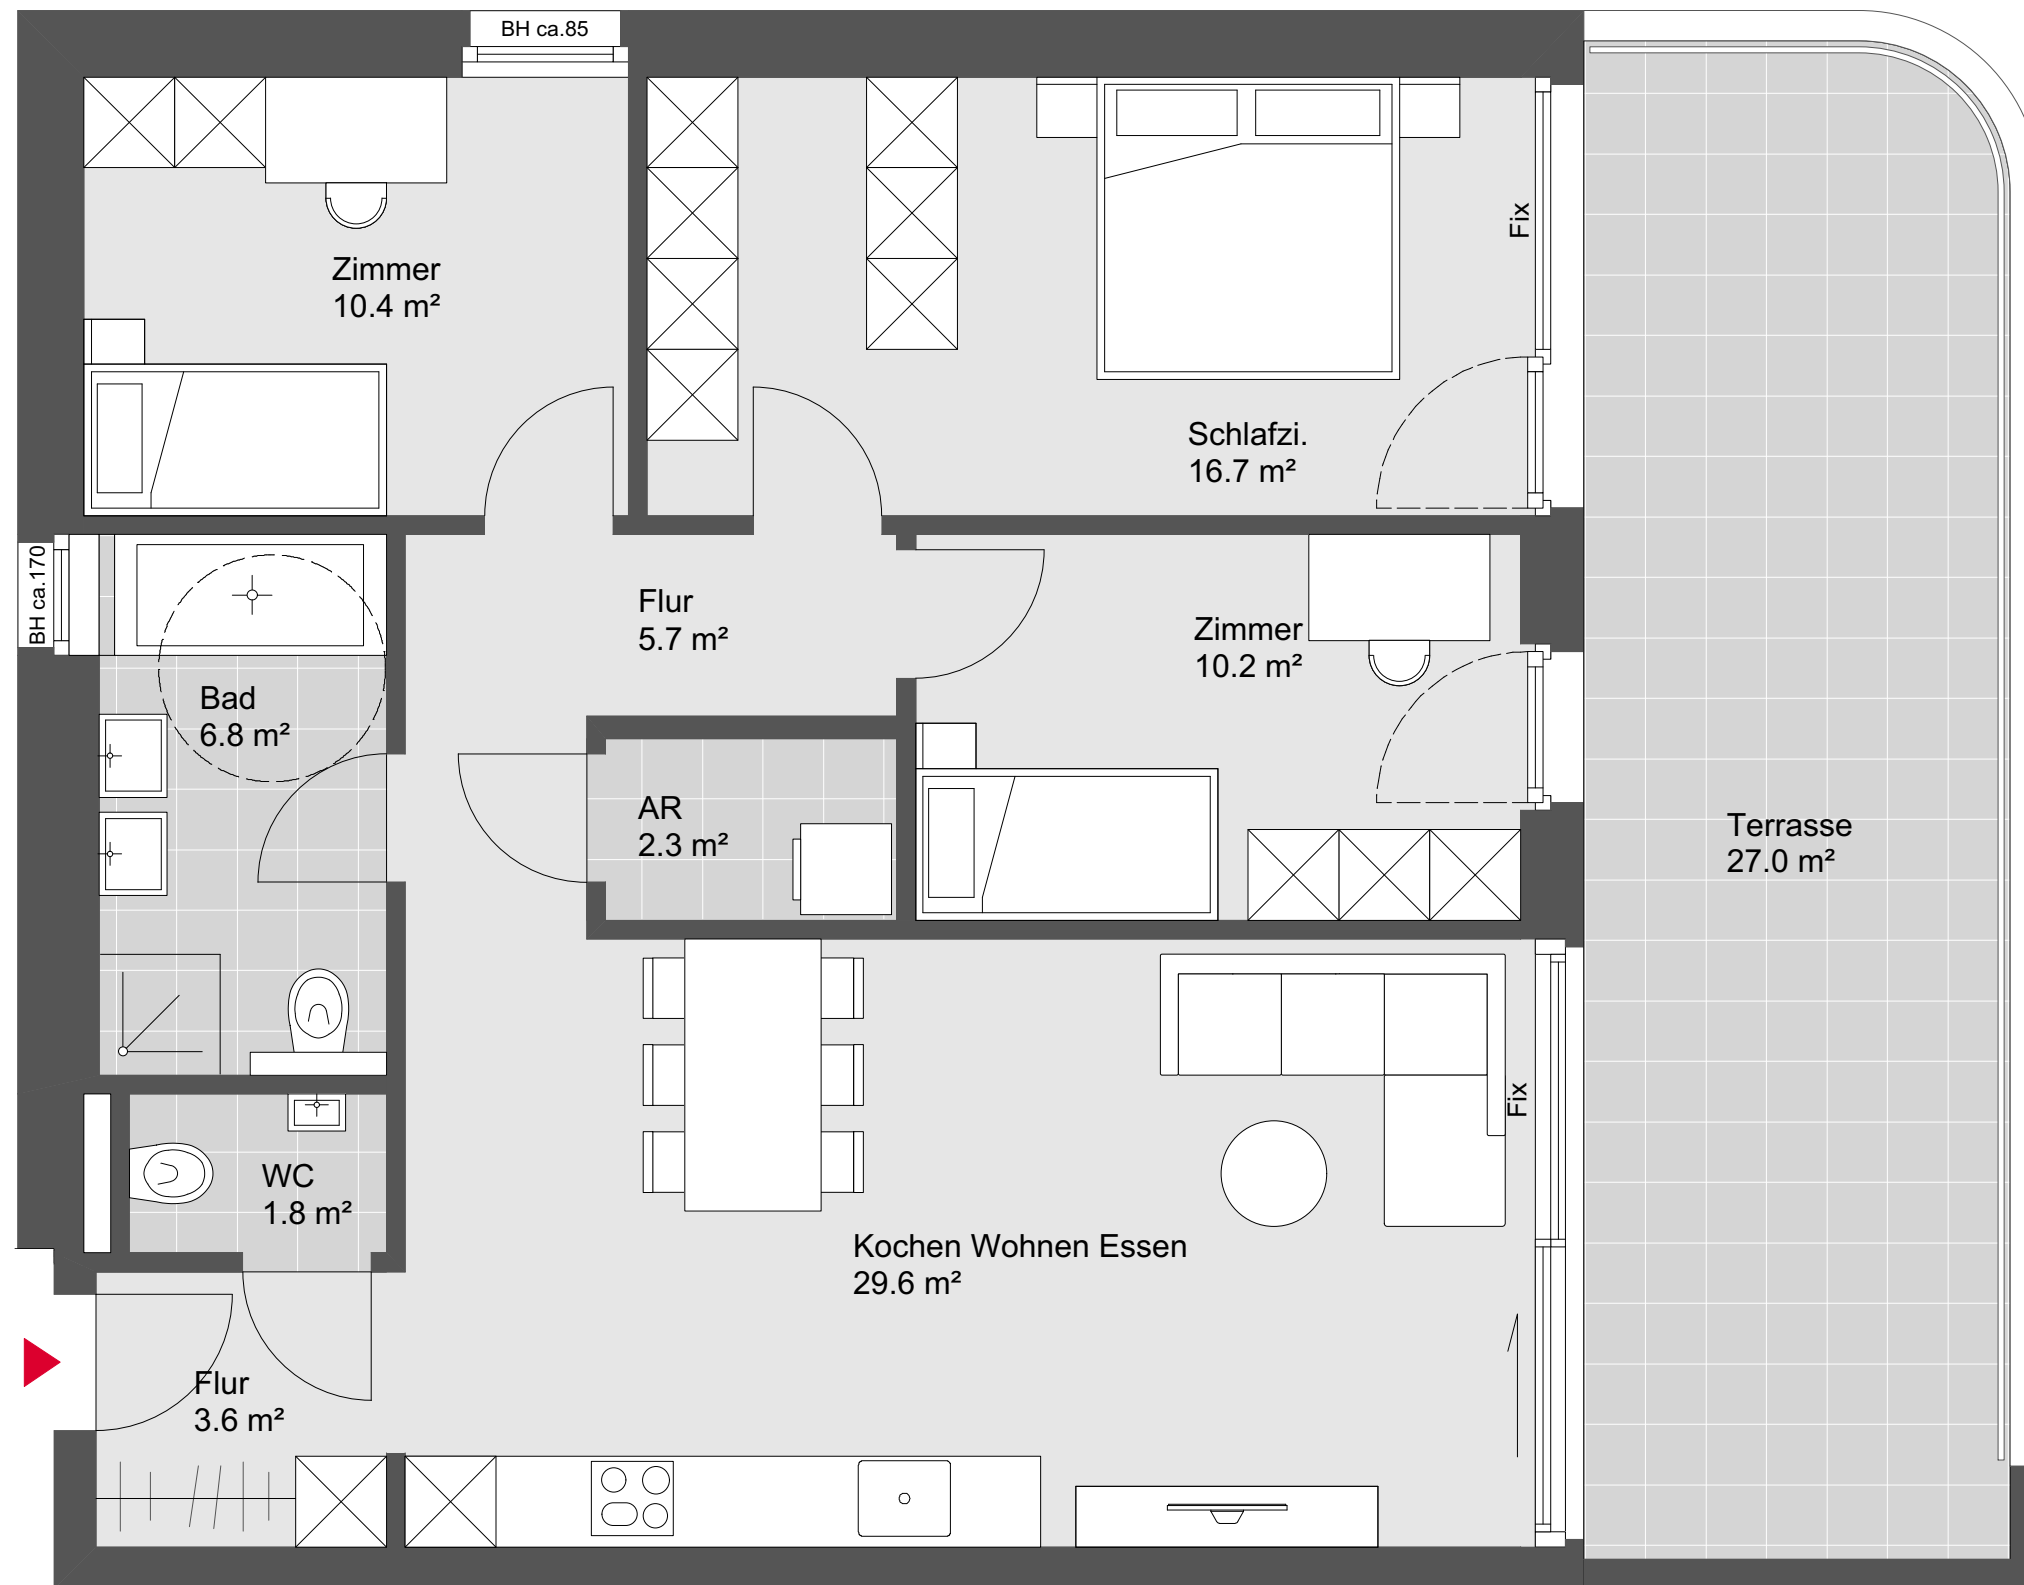 BH ca.85
Zimmer
10.4 m²
Fix
Schlafzi.
16.7 m²
BH ca.170
Flur
5.7 m²
Zimmer
10.2 m²
Bad
6.8 m²
AR
2.3 m²
Terrasse
27.0 m²
Fix
WC
1.8 m²
Kochen Wohnen Essen
29.6 m²
Flur
3.6 m²